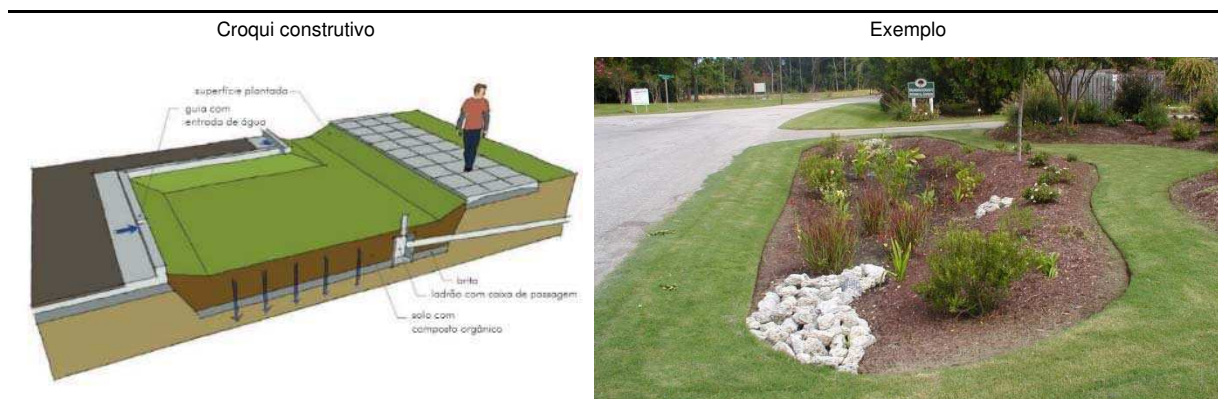 Croqui construtivo
Exemplo
superfície plantada
guia com
entrada de água
brita
ladrão com caixa de passagem
solo com
composto orgânico